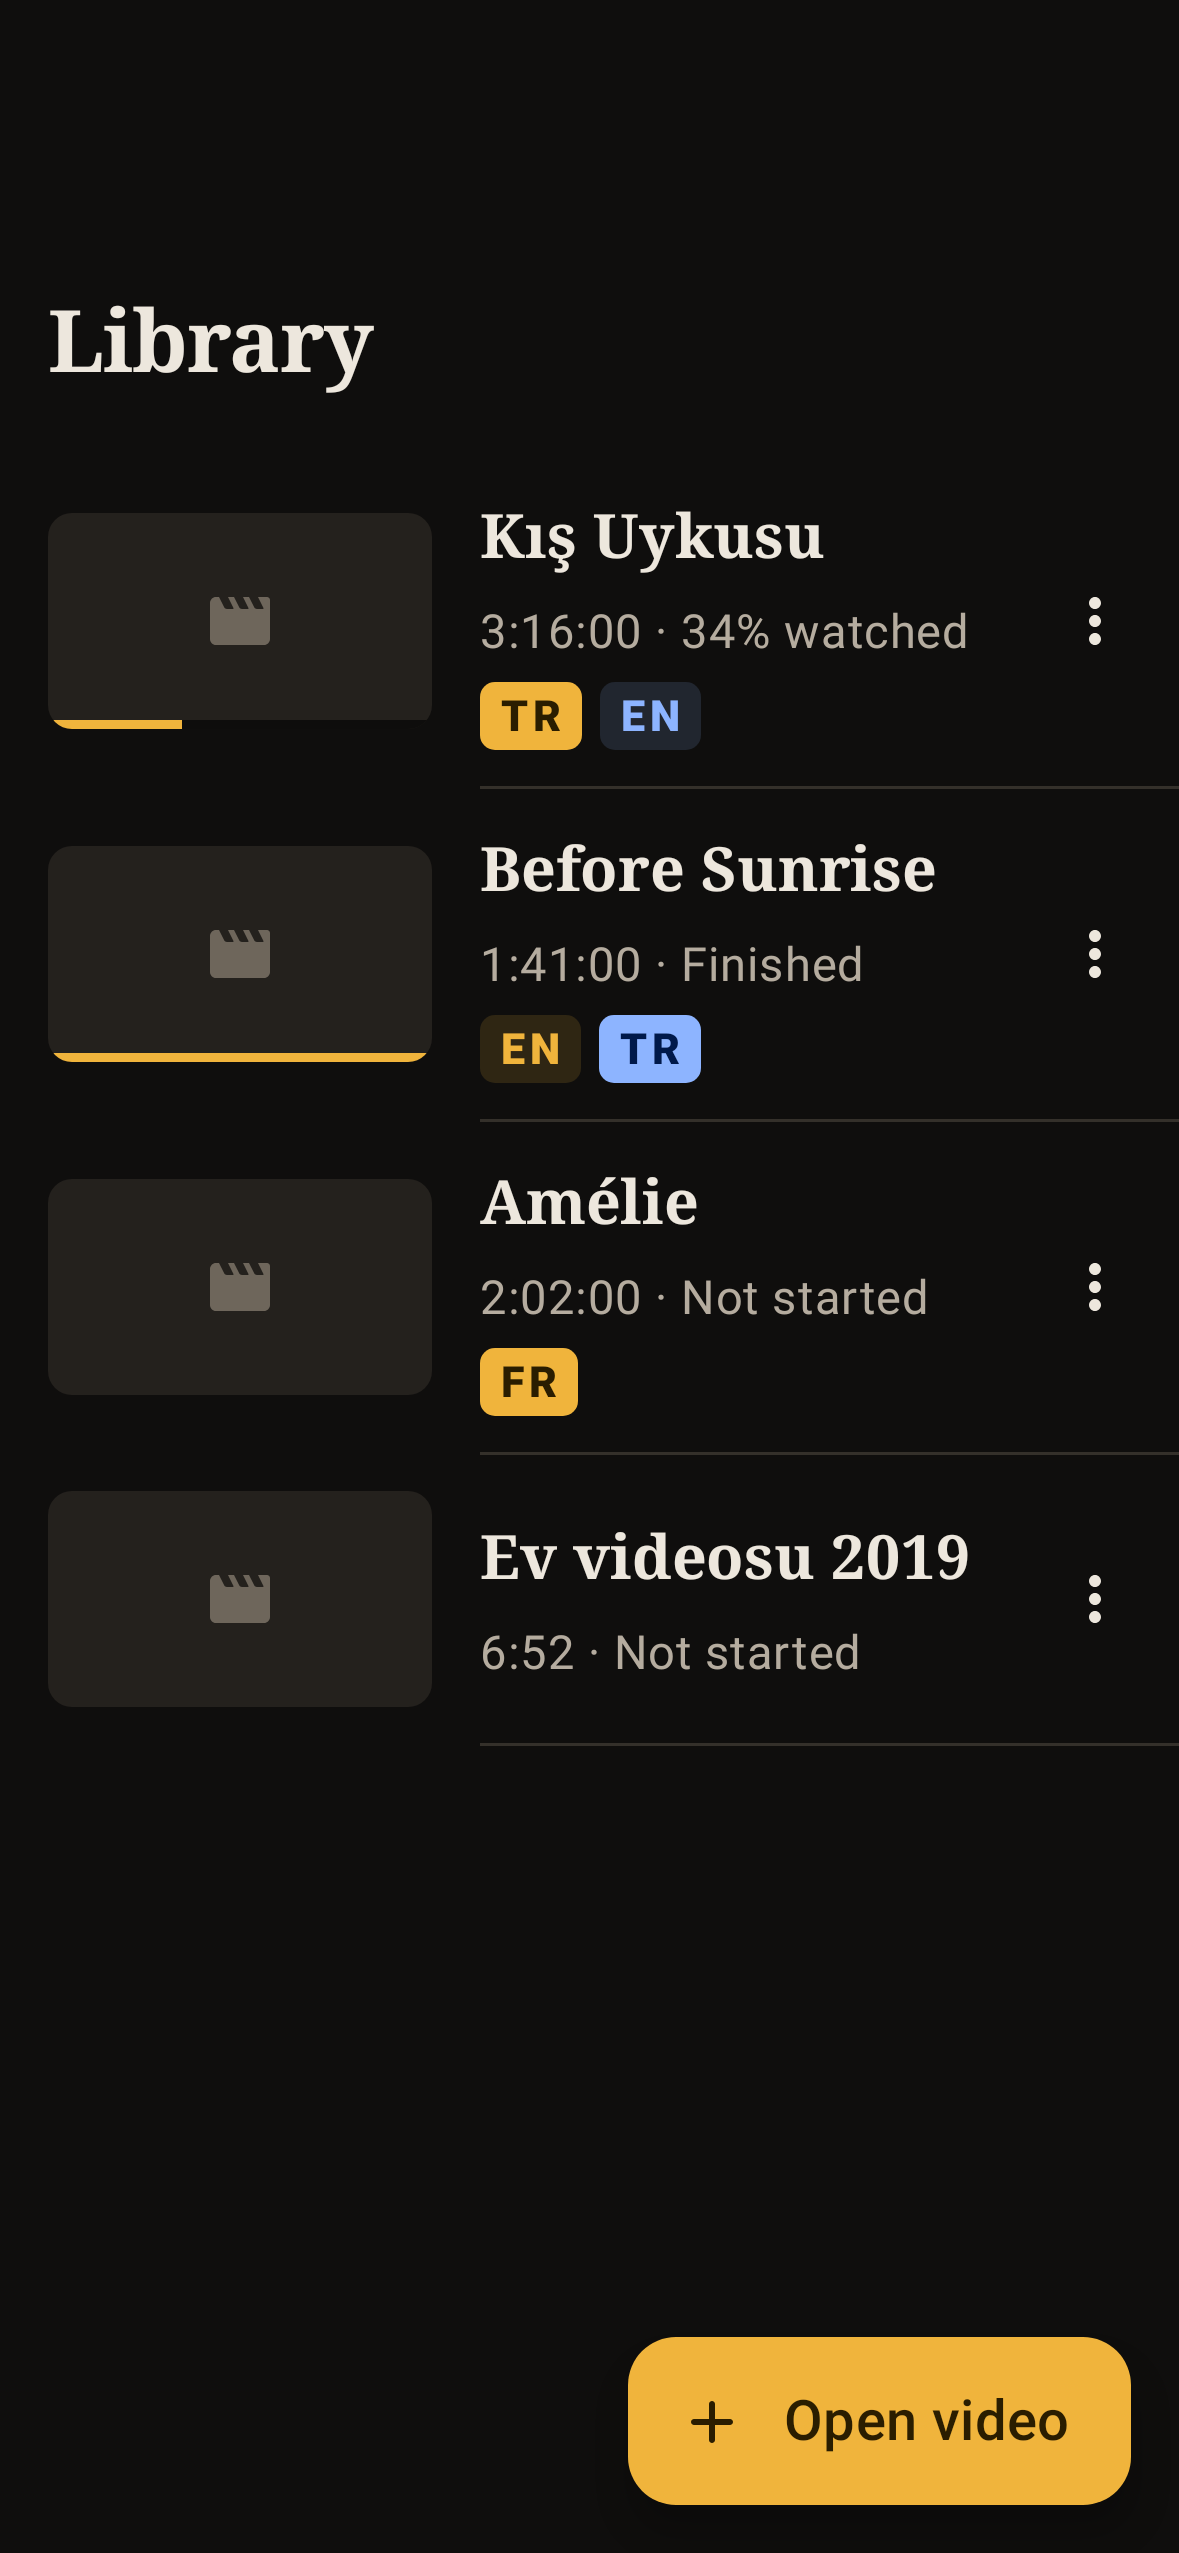 Library
Kış Uykusu
3:16:00 · 34% watched
TR EN
Before Sunrise
1:41:00 · Finished
EN TR
Amélie
2:02:00 · Not started
FR
Ev videosu 2019
6:52 · Not started
Open video